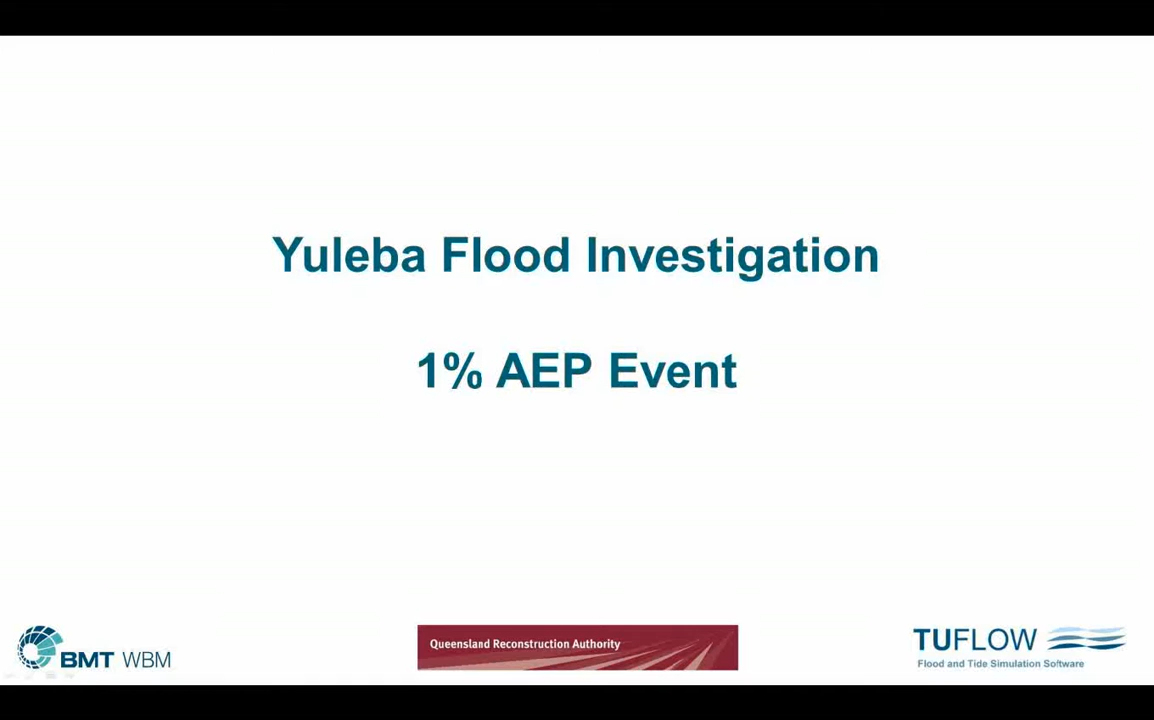 Yuleba Flood Investigation
1% AEP Event
BMT WBM
Queensland Reconstruction Authority
TUFLOW
Flood and Tide Simulation Software